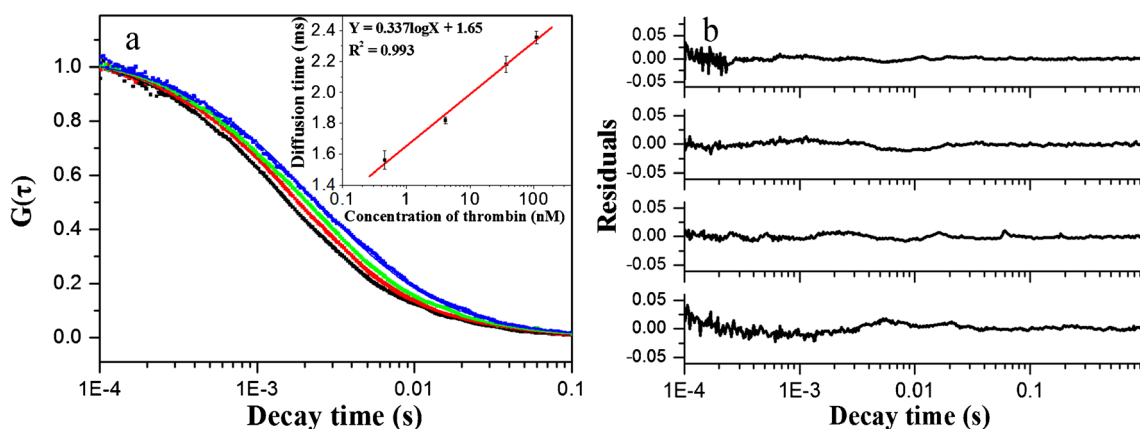 a
Y = 0.337logX + 1.65
R² = 0.993
Diffusion time (ms)
2.4
2.2
2.0
1.8
1.6
1.4
0.1 1 10 100
Concentration of thrombin (nM)
G(τ)
1.0
0.8
0.6
0.4
0.2
0.0
1E-4 1E-3 0.01 0.1
Decay time (s)
b
Residuals
0.05
0.00
-0.05
0.05
0.00
-0.05
0.05
0.00
-0.05
0.05
0.00
-0.05
1E-4 1E-3 0.01 0.1
Decay time (s)